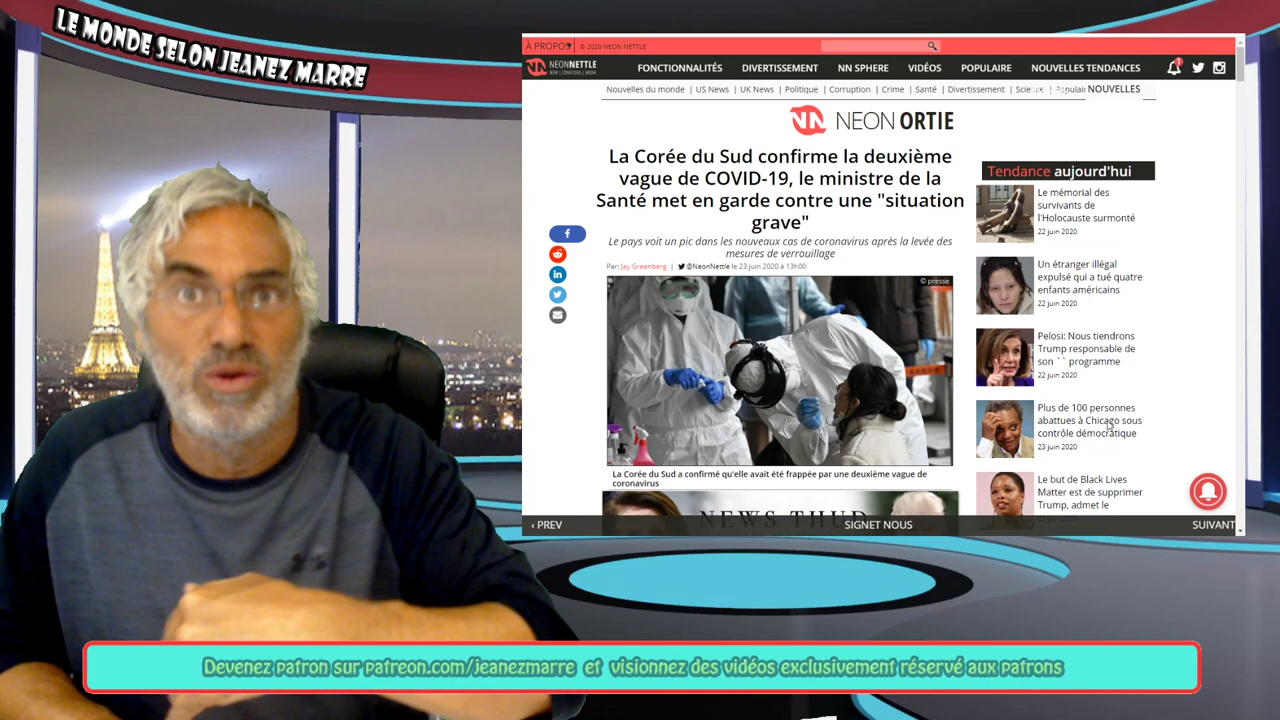 LE MONDE SELON JEANEZ MARRE
À PROPOS
© 2020 NEON NETTLE
NN NEONNETTLE
FONCTIONNALITÉS DIVERTISSEMENT NN SPHERE VIDÉOS POPULAIRE NOUVELLES TENDANCES
1
Nouvelles du monde | US News | UK News | Politique | Corruption | Crime | Santé | Divertissement | Science | Populai NOUVELLES
NN NEON ORTIE
La Corée du Sud confirme la deuxième
vague de COVID-19, le ministre de la
Santé met en garde contre une "situation
grave"
Le pays voit un pic dans les nouveaux cas de coronavirus après la levée des
mesures de verrouillage
Par: Jay Greenberg | @NeonNettle le 23 juin 2020 à 13h00
© presse
La Corée du Sud a confirmé qu'elle avait été frappée par une deuxième vague de
coronavirus
NEWS THUD
Tendance aujourd'hui
Le mémorial des
survivants de
l'Holocauste surmonté
22 juin 2020
Un étranger illégal
expulsé qui a tué quatre
enfants américains
22 juin 2020
Pelosi: Nous tiendrons
Trump responsable de
son `` programme
22 juin 2020
Plus de 100 personnes
abattues à Chicago sous
contrôle démocratique
23 juin 2020
Le but de Black Lives
Matter est de supprimer
Trump, admet le
‹ PREV SIGNET NOUS SUIVANT
Devenez patron sur patreon.com/jeanezmarre et visionnez des vidéos exclusivement réservé aux patrons